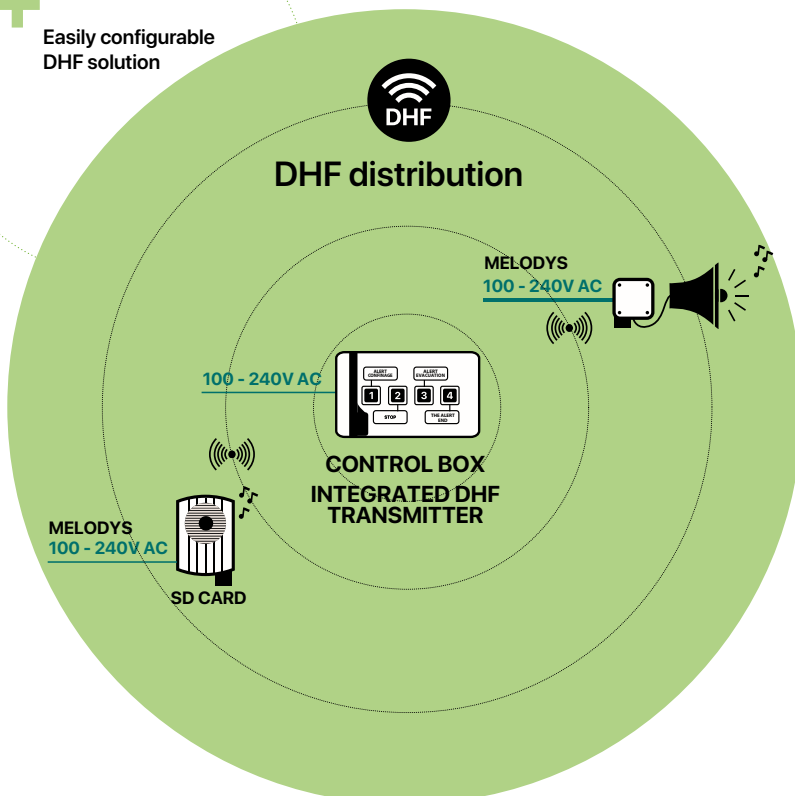 Easily configurable
DHF solution
DHF
DHF distribution
MELODYS
100 - 240V AC
100 - 240V AC
ALERT
CONFINAGE
ALERT
EVACUATION
1 2 3 4
STOP
THE ALERT
END
CONTROL BOX
INTEGRATED DHF
TRANSMITTER
MELODYS
100 - 240V AC
SD CARD